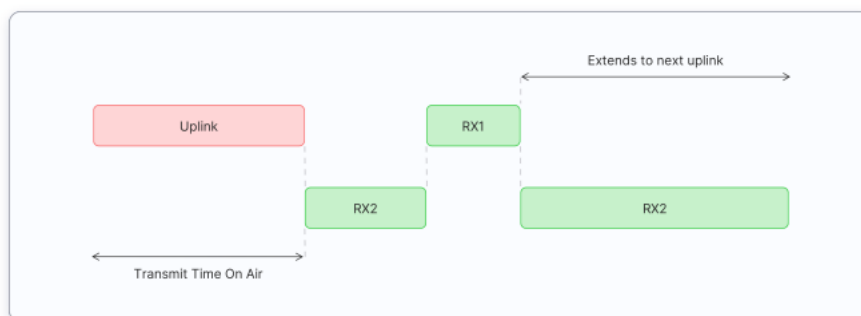 Extends to next uplink
Uplink
RX1
RX2
RX2
Transmit Time On Air